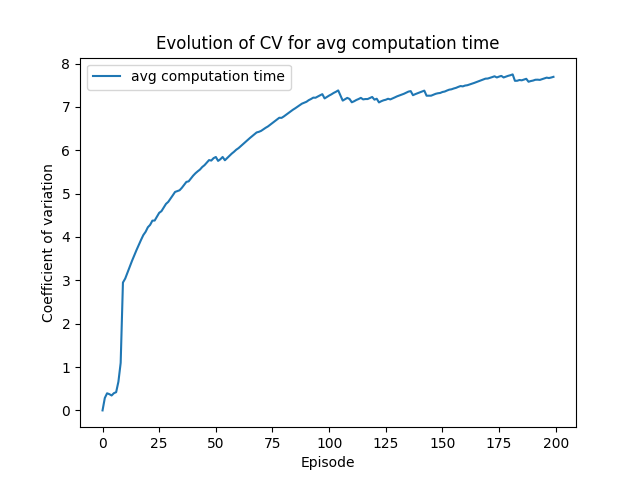 Evolution of CV for avg computation time
avg computation time
Coefficient of variation
8
7
6
5
4
3
2
1
0
0 25 50 75 100 125 150 175 200
Episode